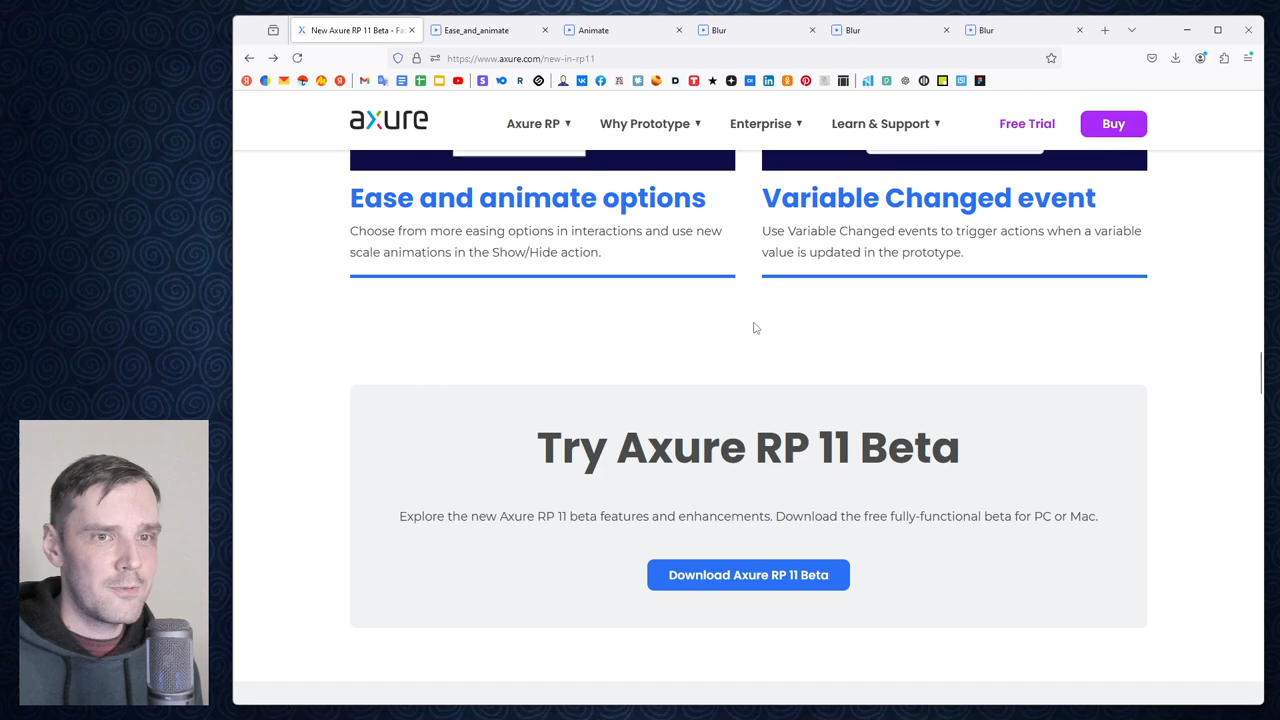 New Axure RP 11 Beta - Fa
Ease_and_animate
Animate
Blur
Blur
Blur
https://www.axure.com/new-in-rp11
axure
Axure RP ▼
Why Prototype ▼
Enterprise ▼
Learn & Support ▼
Free Trial
Buy
Ease and animate options
Choose from more easing options in interactions and use new
scale animations in the Show/Hide action.
Variable Changed event
Use Variable Changed events to trigger actions when a variable
value is updated in the prototype.
Try Axure RP 11 Beta
Explore the new Axure RP 11 beta features and enhancements. Download the free fully-functional beta for PC or Mac.
Download Axure RP 11 Beta